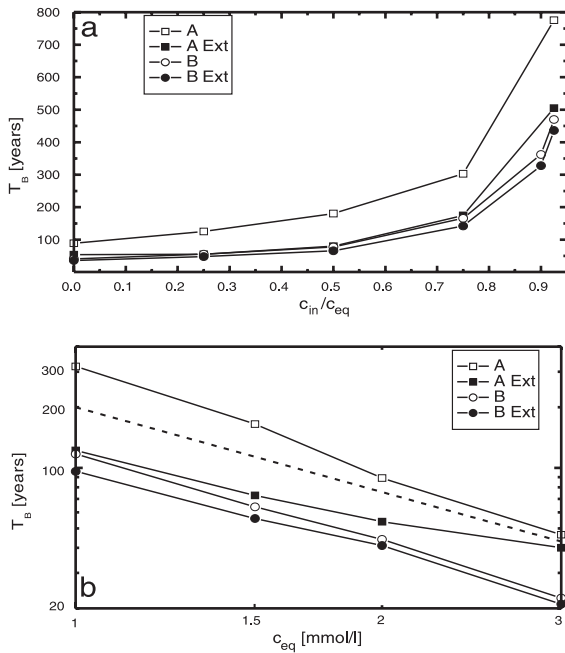 a
A
A Ext
B
B Ext
800
700
600
500
400
300
200
100
T_B [years]
0.0 0.1 0.2 0.3 0.4 0.5 0.6 0.7 0.8 0.9
c_in/c_eq
b
A
A Ext
B
B Ext
300
200
100
20
T_B [years]
1 1.5 2 3
c_eq [mmol/l]